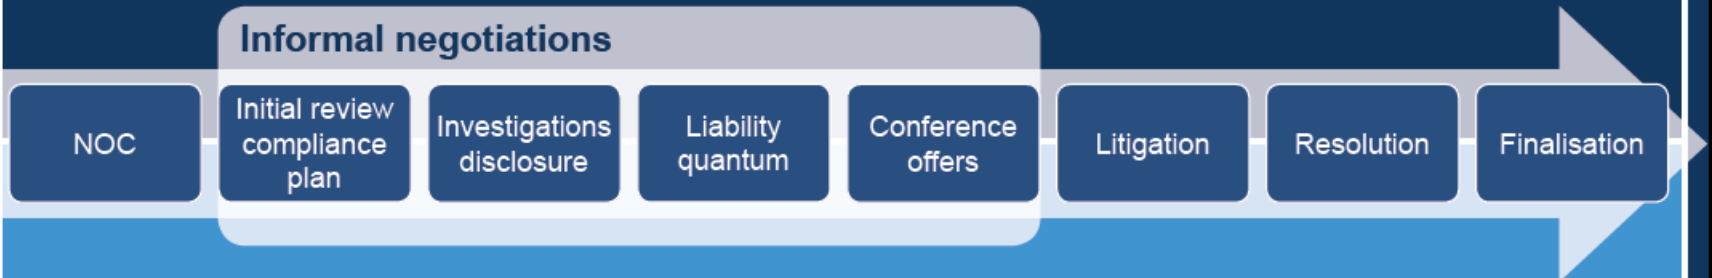 Informal negotiations
NOC
Initial review
compliance
plan
Investigations
disclosure
Liability
quantum
Conference
offers
Litigation
Resolution
Finalisation